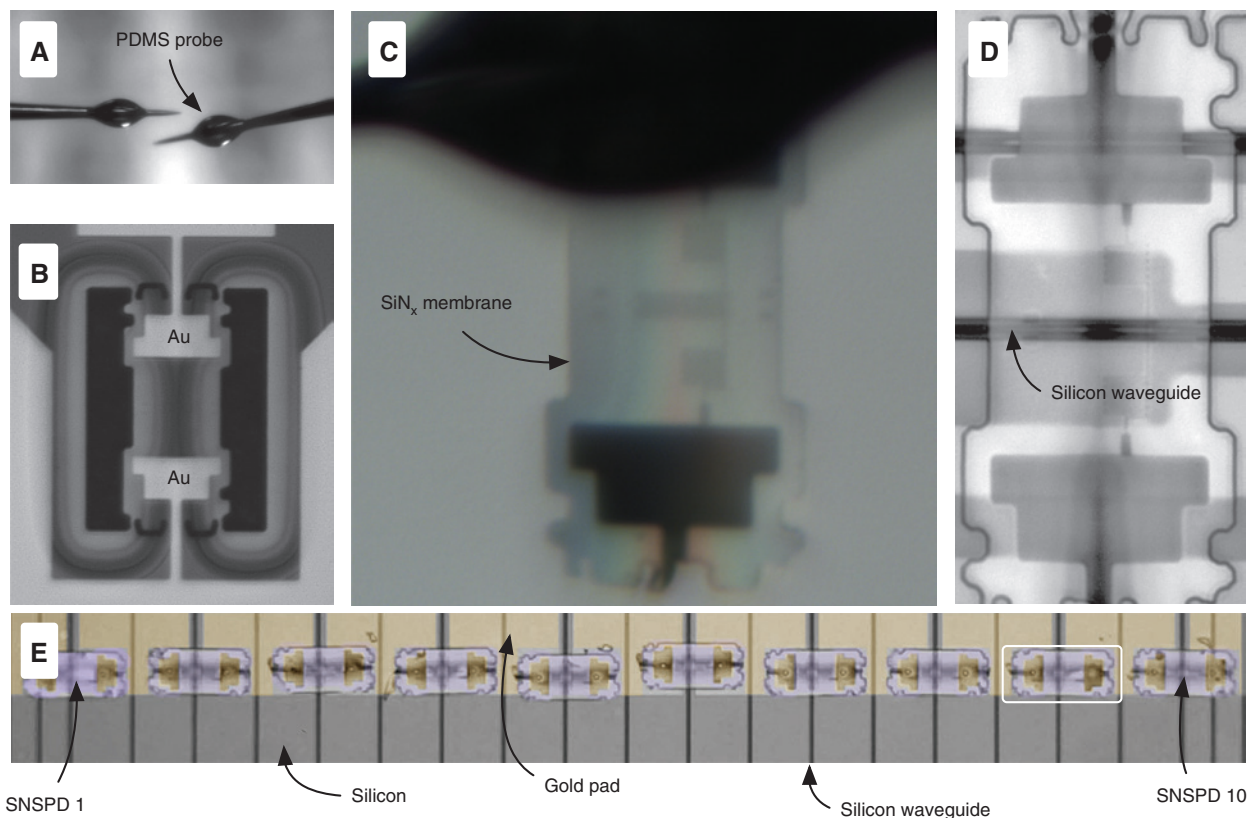 A
PDMS probe
B
Au
Au
C
SiNx membrane
D
Silicon waveguide
E
SNSPD 1
Silicon
Gold pad
Silicon waveguide
SNSPD 10